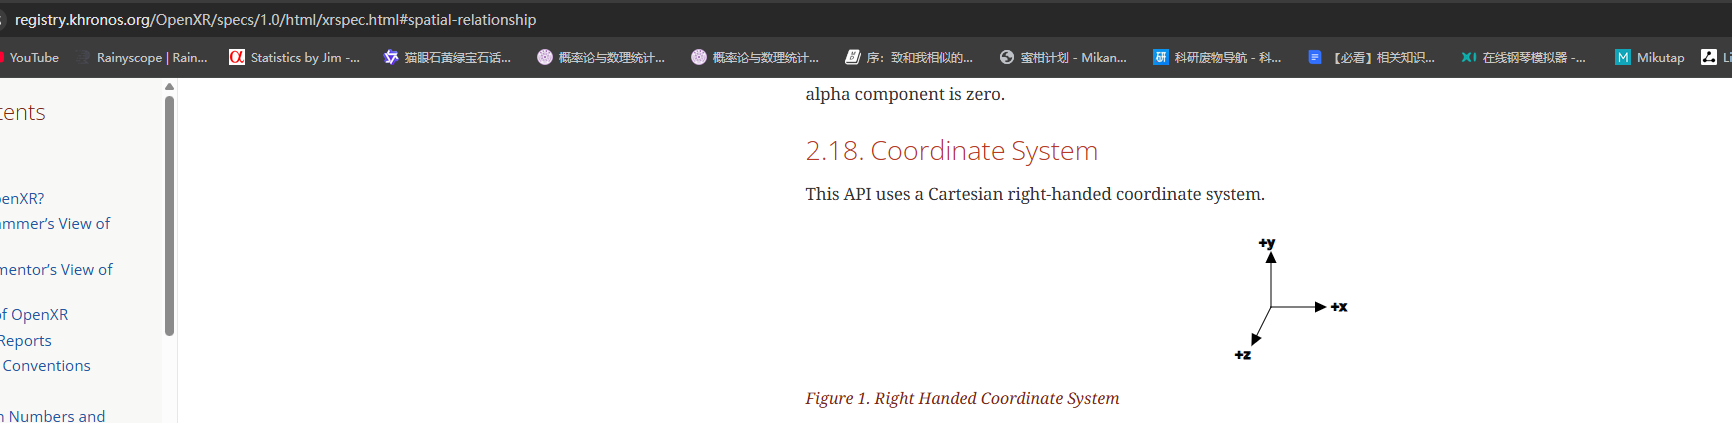 registry.khronos.org/OpenXR/specs/1.0/html/xrspec.html#spatial-relationship
YouTube Rainyscope | Rain... Statistics by Jim -... 猫眼石黄绿宝石话... 概率论与数理统计... 概率论与数理统计... 序：致和我相似的... 蜜柑计划 - Mikan... 科研废物导航 - 科... 【必看】相关知识... 在线钢琴模拟器 -... Mikutap Li
alpha component is zero.
tents
2.18. Coordinate System
This API uses a Cartesian right-handed coordinate system.
penXR?
ammer’s View of
mentor’s View of
of OpenXR
Reports
Conventions
n Numbers and
+y
+x
+z
Figure 1. Right Handed Coordinate System